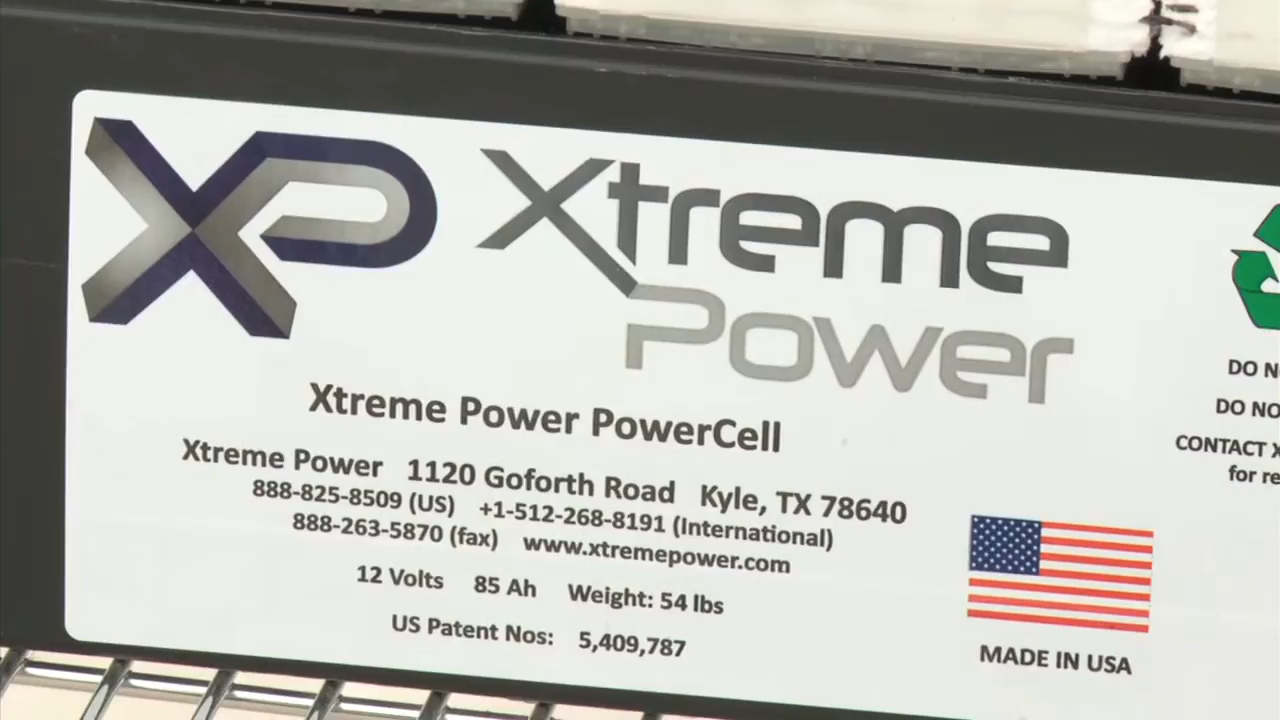 XP
Xtreme
Power
Xtreme Power PowerCell
Xtreme Power 1120 Goforth Road Kyle, TX 78640
888-825-8509 (US) +1-512-268-8191 (International)
888-263-5870 (fax) www.xtremepower.com
12 Volts 85 Ah Weight: 54 lbs
US Patent Nos: 5,409,787
MADE IN USA
DO N
DO NO
CONTACT X
for re